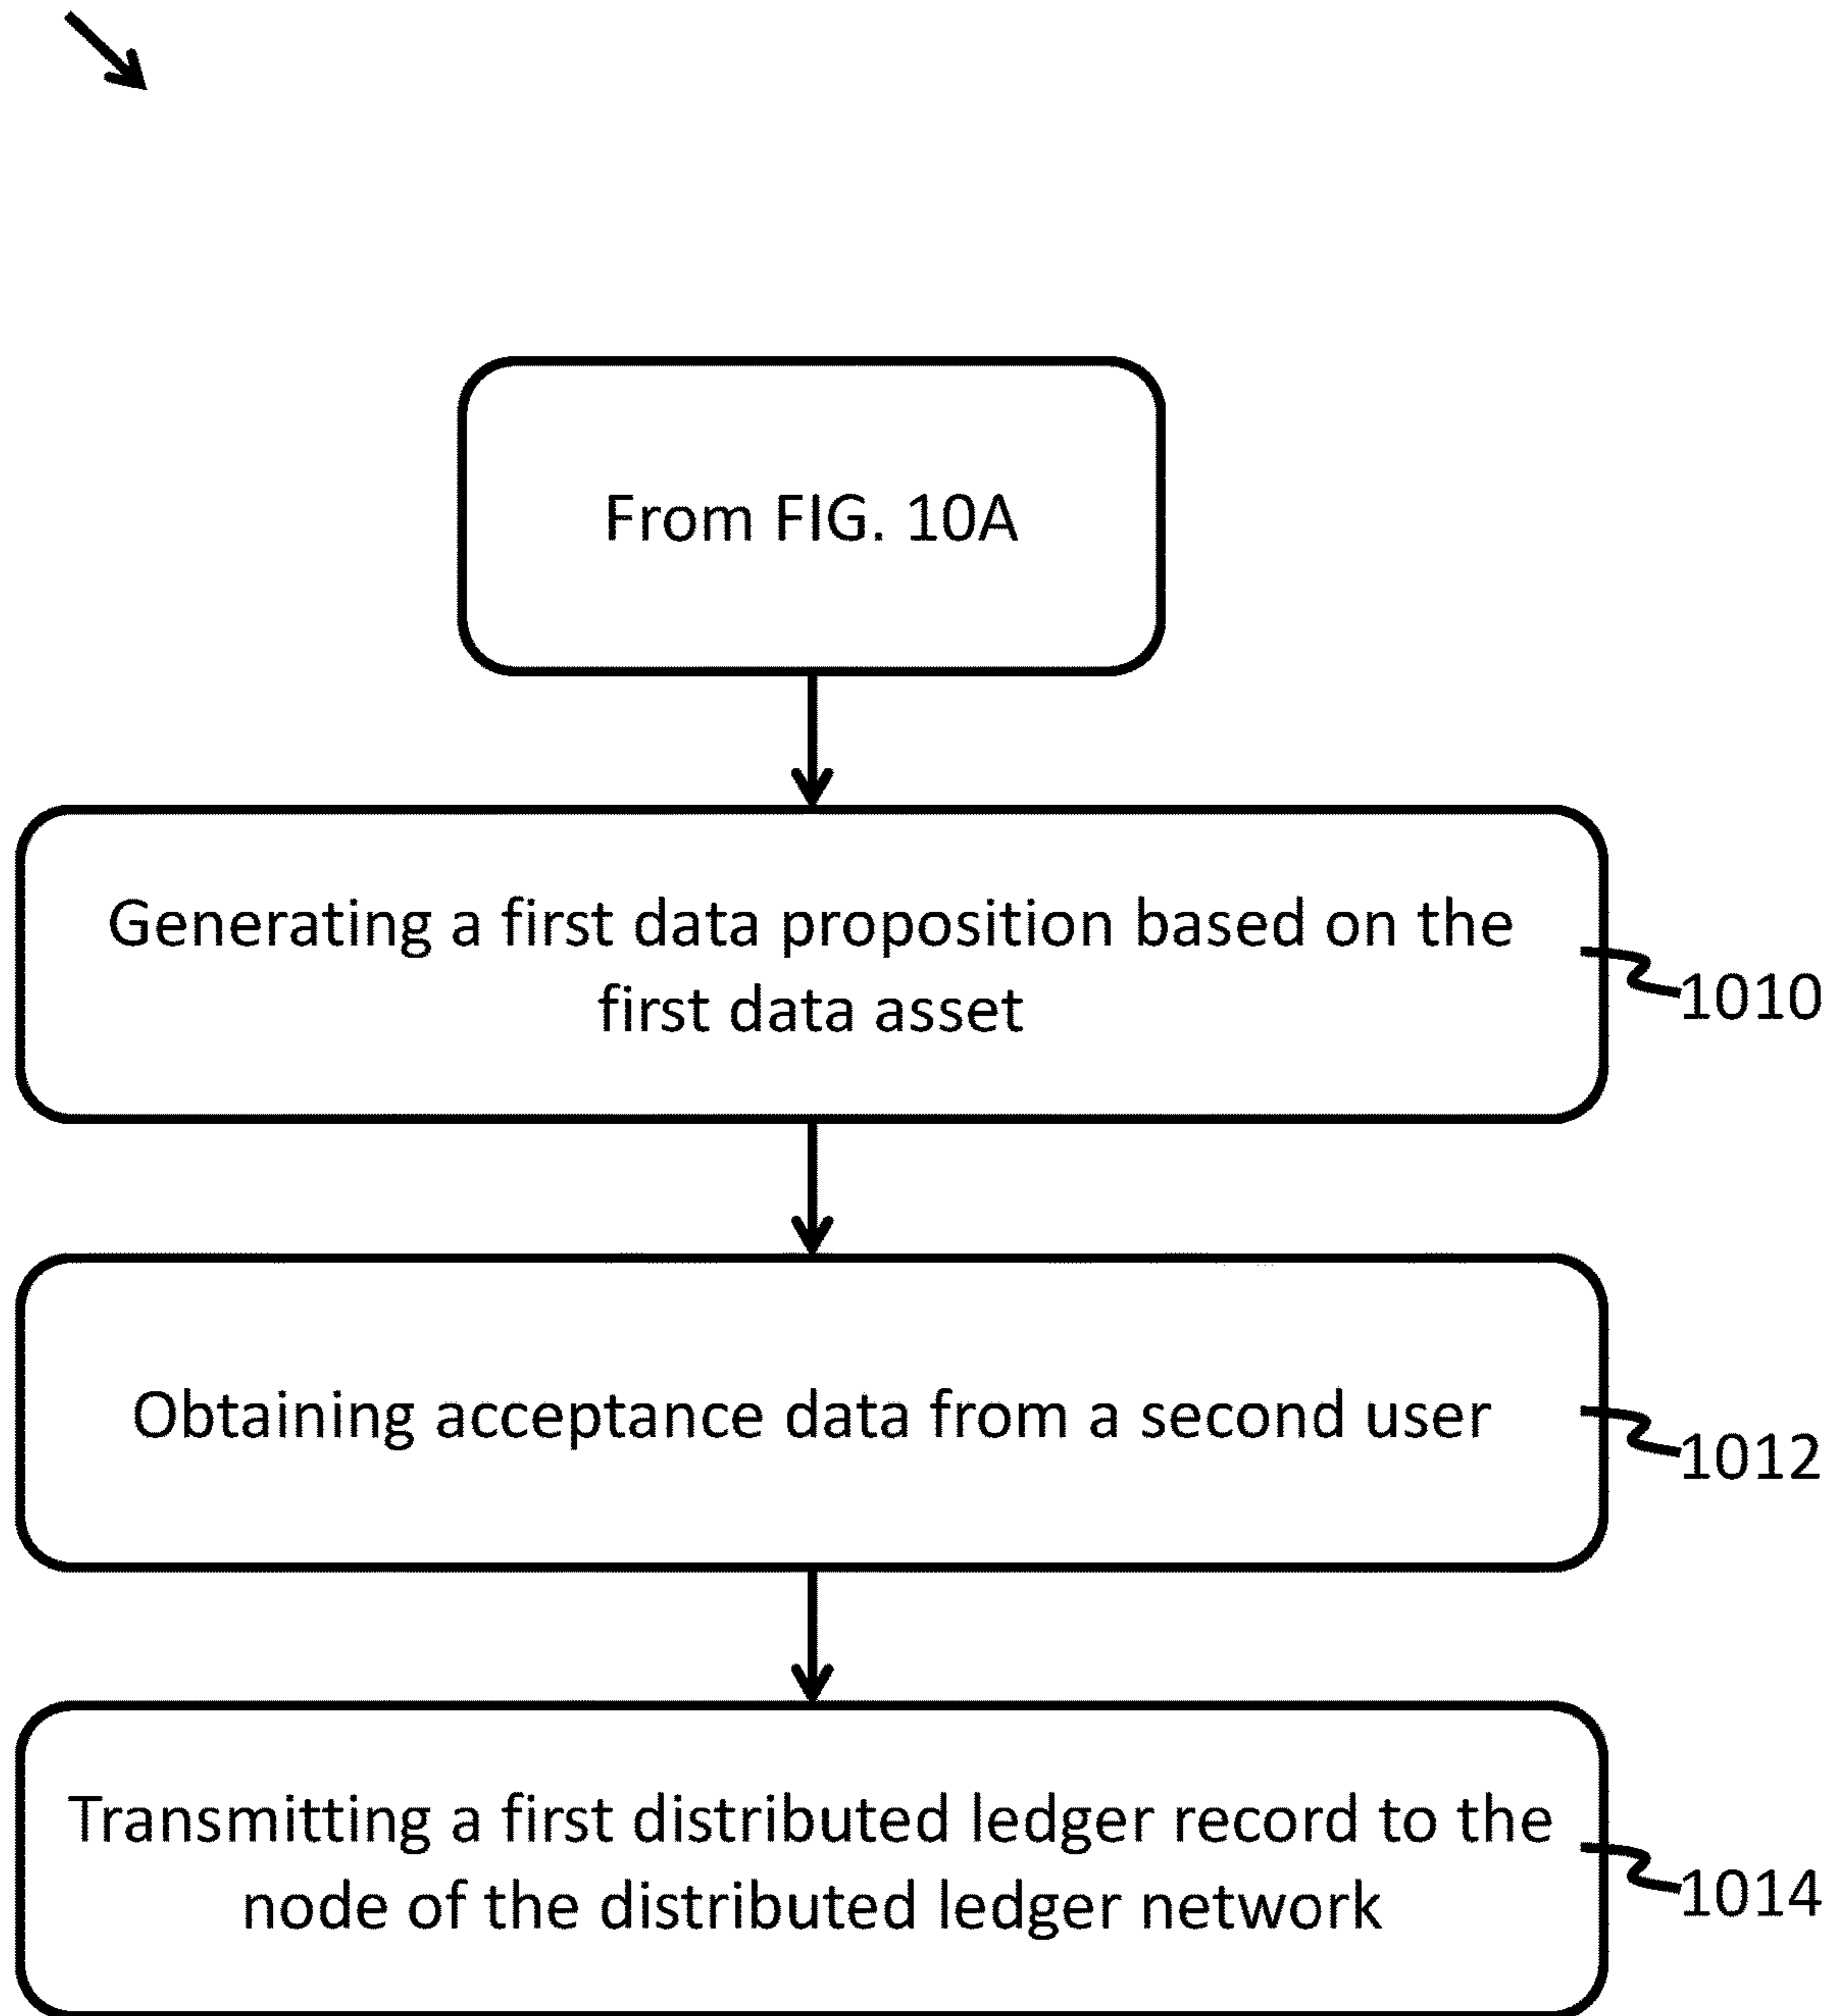 From FIG. 10A
Generating a first data proposition based on the
first data asset
1010
Obtaining acceptance data from a second user
1012
Transmitting a first distributed ledger record to the
node of the distributed ledger network
1014